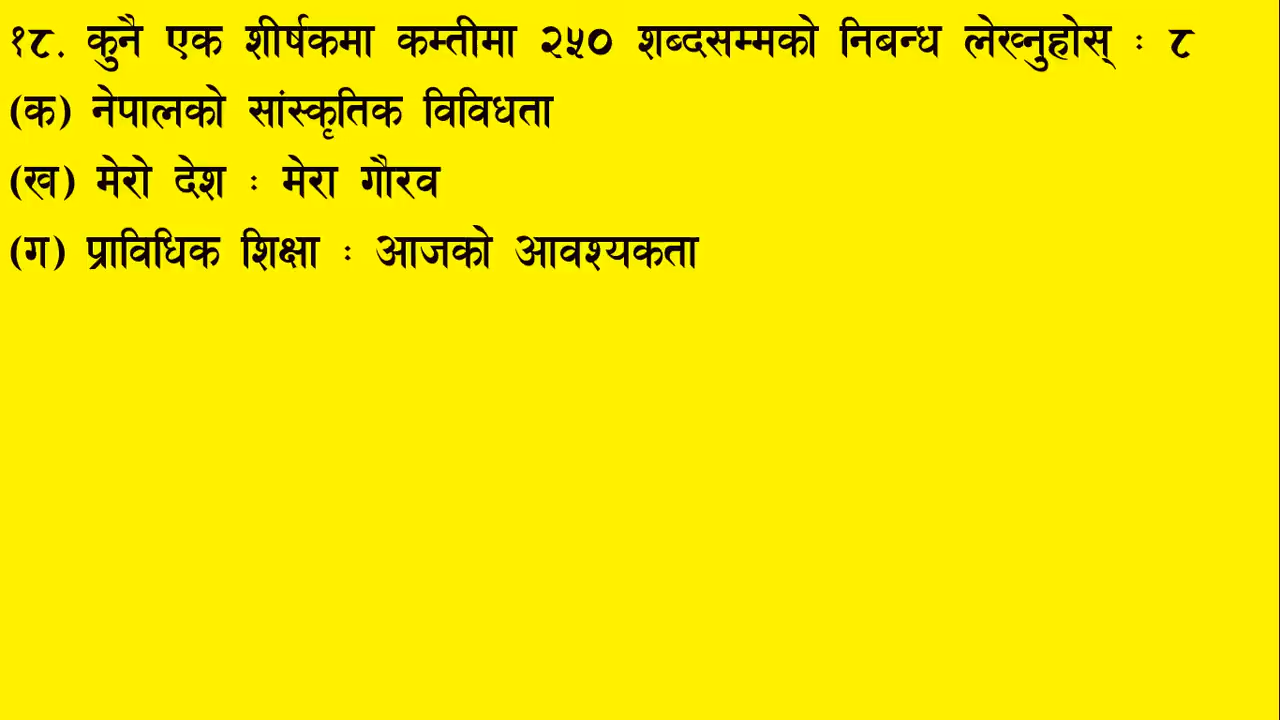 १८. कुनै एक शीर्षकमा कम्तीमा २५० शब्दसम्मको निबन्ध लेख्नुहोस् : ८
(क) नेपालको सांस्कृतिक विविधता
(ख) मेरो देश : मेरा गौरव
(ग) प्राविधिक शिक्षा : आजको आवश्यकता